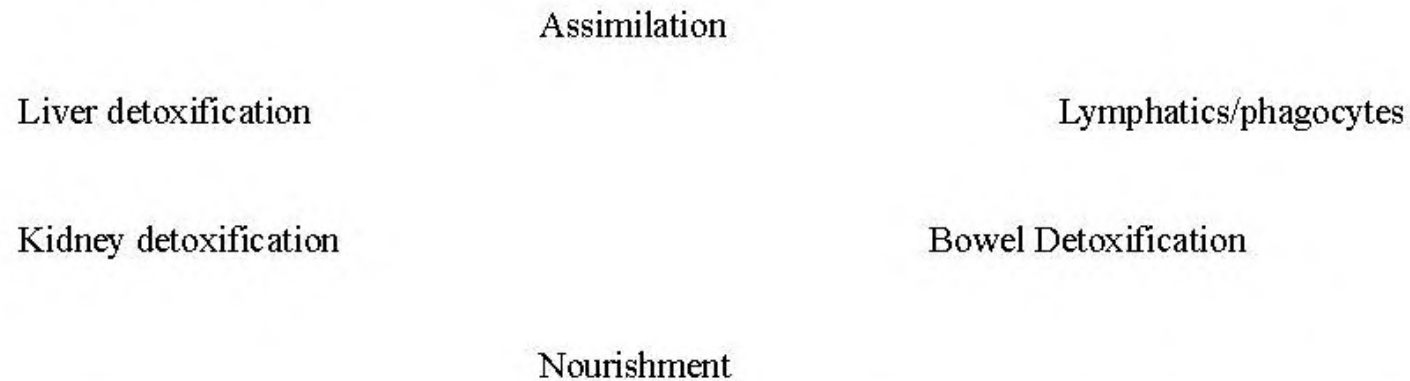 Assimilation
Liver detoxification Lymphatics/phagocytes
Kidney detoxification Bowel Detoxification
Nourishment